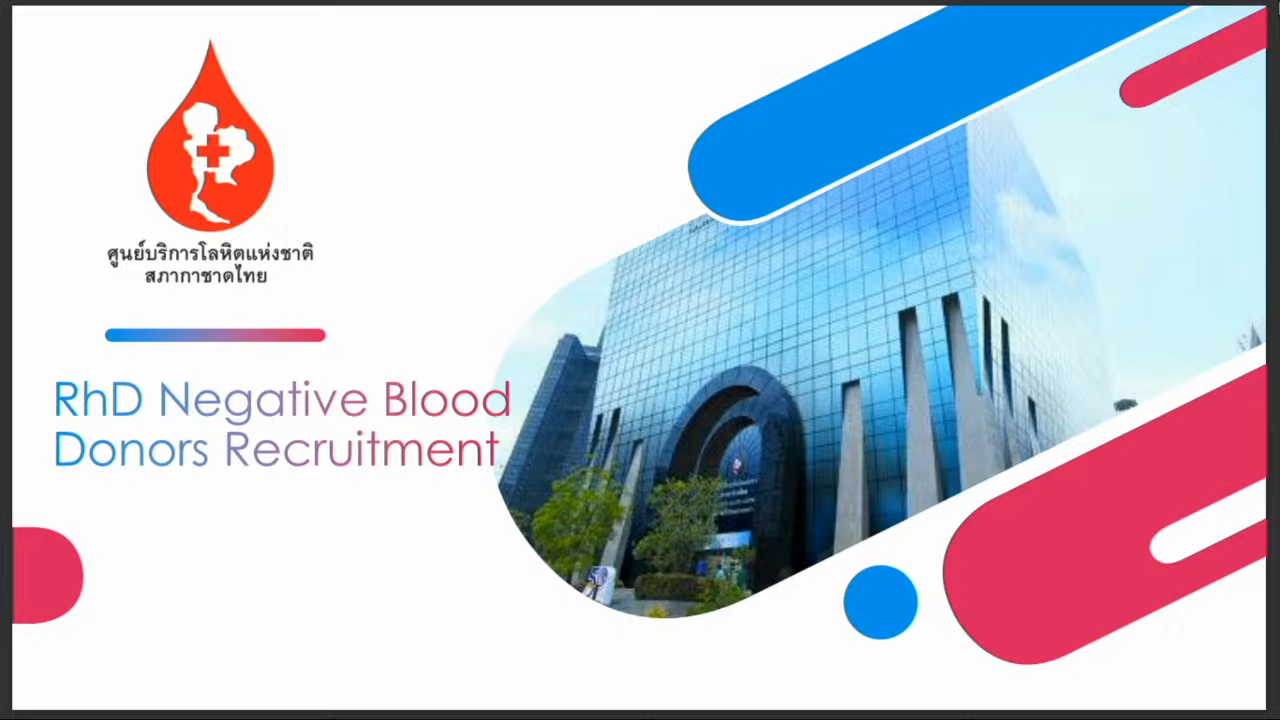 ศูนย์บริการโลหิตแห่งชาติ
สภากาชาดไทย
RhD Negative Blood
Donors Recruitment